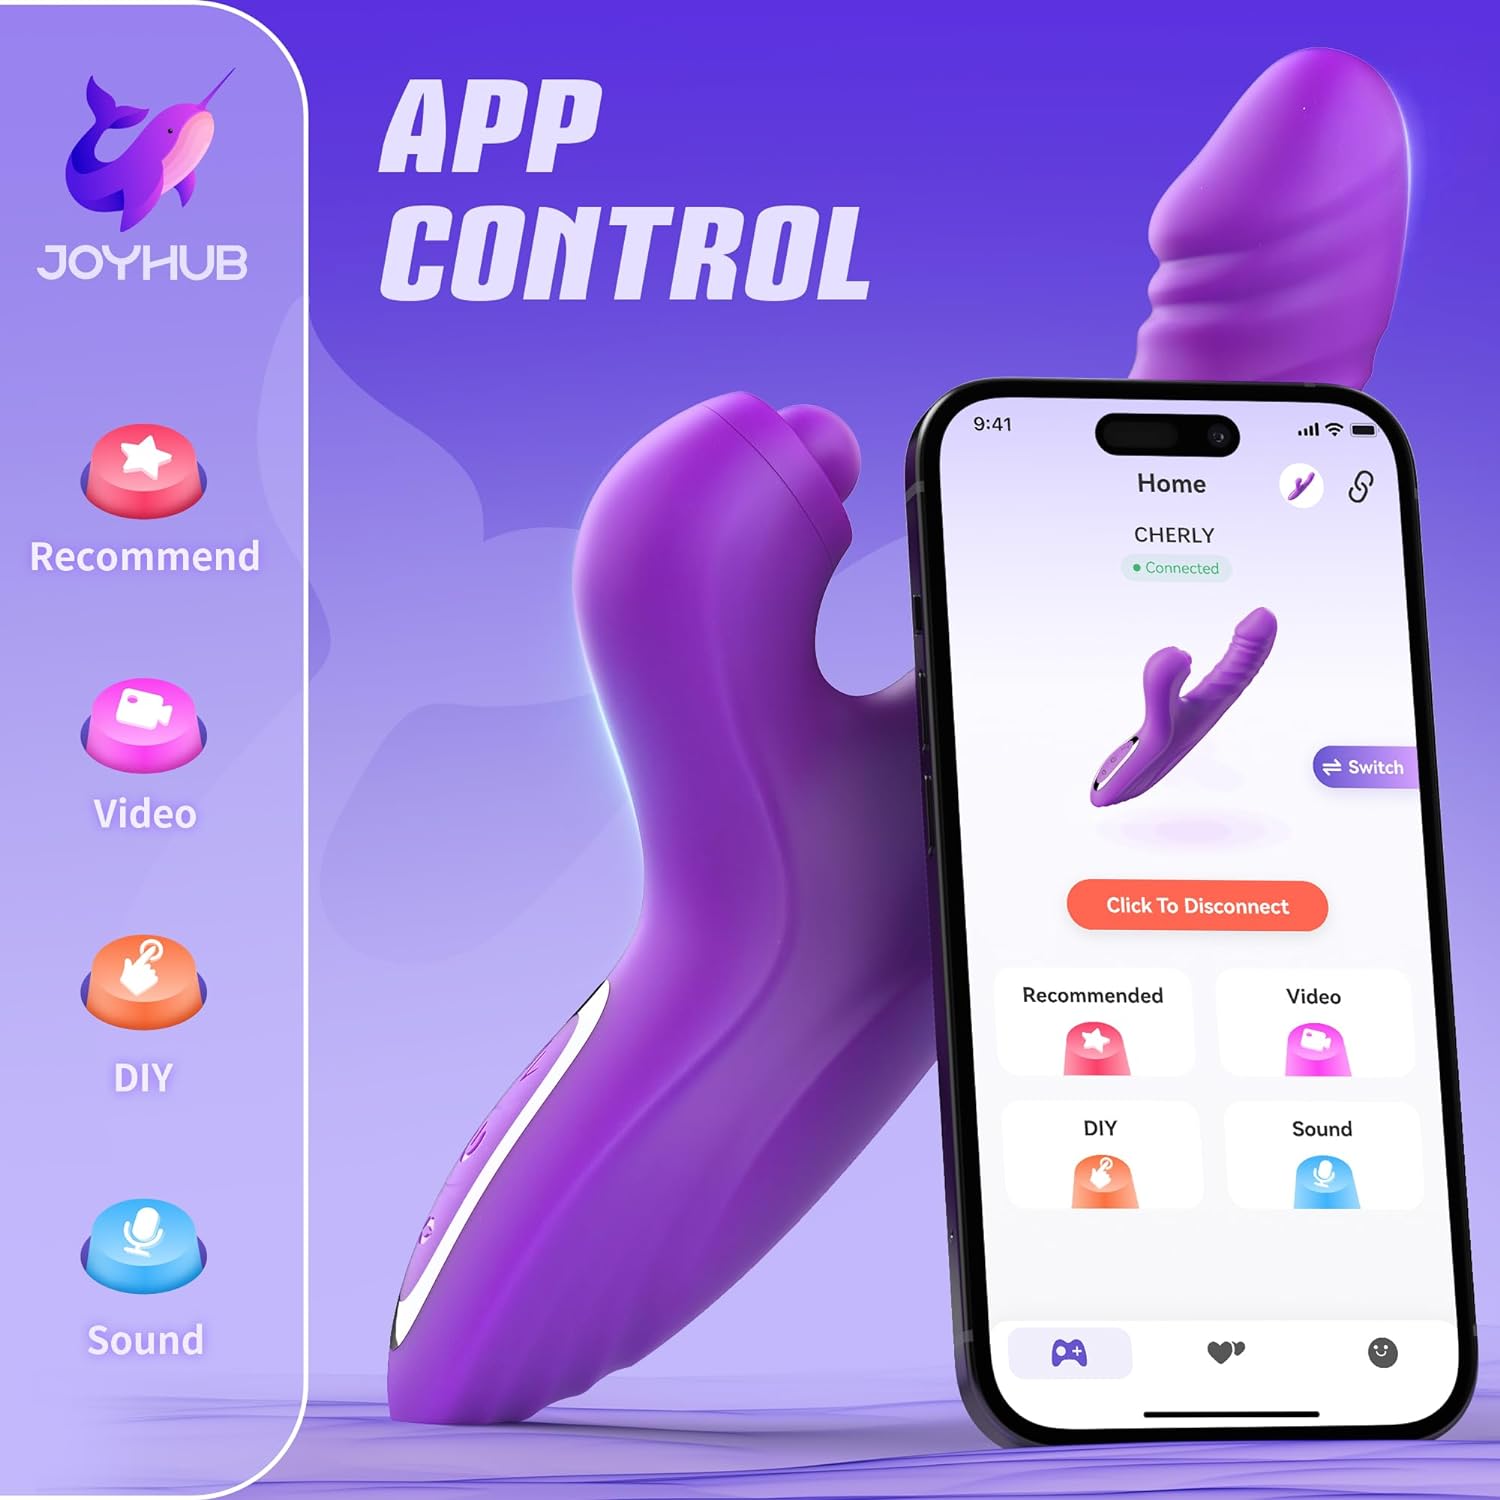 JOYHUB
APP
CONTROL
Recommend
Video
DIY
Sound
9:41
Home
CHERLY
Connected
Switch
Click To Disconnect
Recommended
Video
DIY
Sound